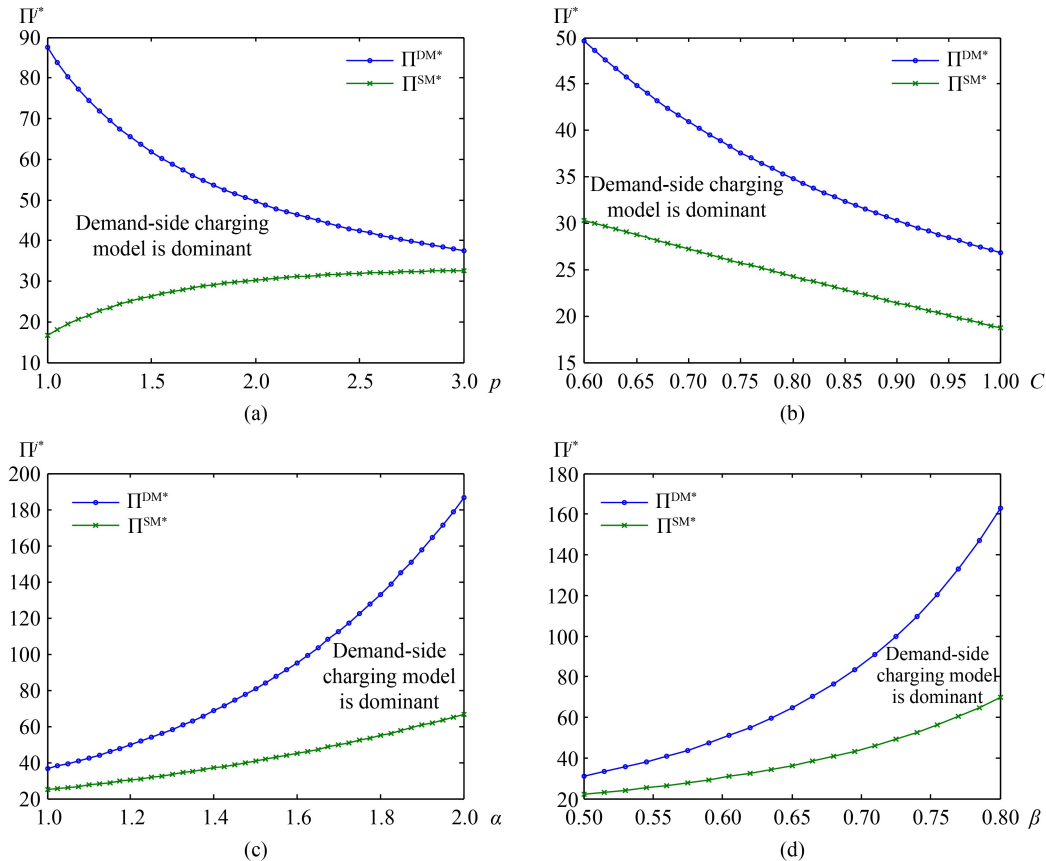 Πʲ*
90
80
70
60
50
40
30
20
10
1.0 1.5 2.0 2.5 3.0 p
Π^DM*
Π^SM*
Demand-side charging
model is dominant
(a)
Πʲ*
50
45
40
35
30
25
20
15
0.60 0.65 0.70 0.75 0.80 0.85 0.90 0.95 1.00 C
Π^DM*
Π^SM*
Demand-side charging
model is dominant
(b)
Πʲ*
200
180
160
140
120
100
80
60
40
20
1.0 1.2 1.4 1.6 1.8 2.0 α
Π^DM*
Π^SM*
Demand-side
charging model
is dominant
(c)
Πʲ*
180
160
140
120
100
80
60
40
20
0.50 0.55 0.60 0.65 0.70 0.75 0.80 β
Π^DM*
Π^SM*
Demand-side
charging model
is dominant
(d)